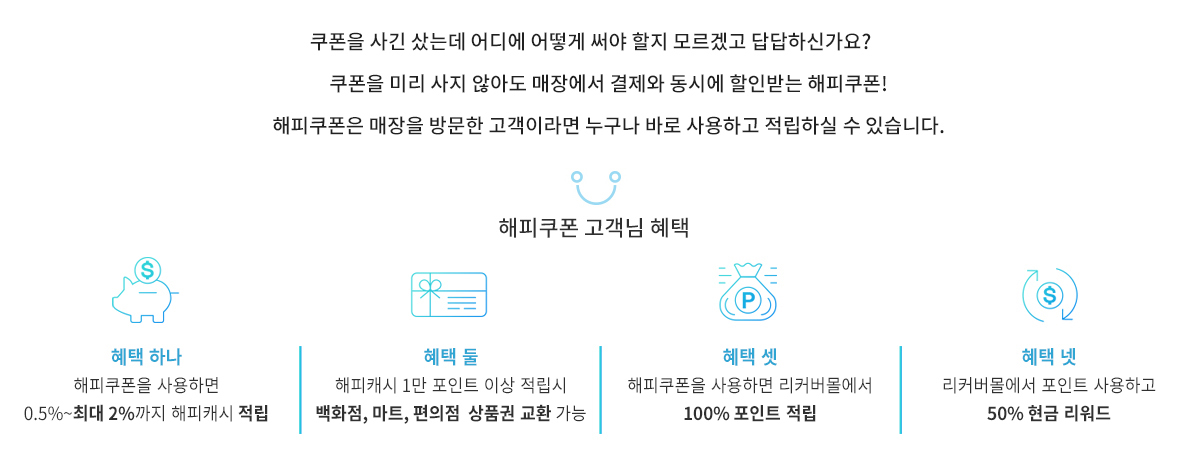 쿠폰을 사긴 샀는데 어디에 어떻게 써야 할지 모르겠고 답답하신가요?
쿠폰을 미리 사지 않아도 매장에서 결제와 동시에 할인받는 해피쿠폰!
해피쿠폰은 매장을 방문한 고객이라면 누구나 바로 사용하고 적립하실 수 있습니다.
해피쿠폰 고객님 혜택
$
P
$
혜택 하나
해피쿠폰을 사용하면
0.5%~최대 2%까지 해피캐시 적립
혜택 둘
해피캐시 1만 포인트 이상 적립시
백화점, 마트, 편의점 상품권 교환 가능
혜택 셋
해피쿠폰을 사용하면 리커버몰에서
100% 포인트 적립
혜택 넷
리커버몰에서 포인트 사용하고
50% 현금 리워드